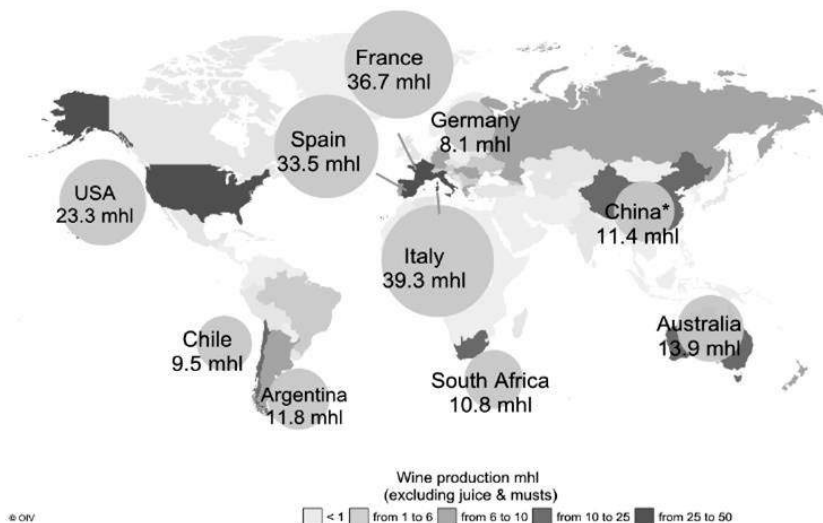 France
36.7 mhl
Germany
8.1 mhl
Spain
33.5 mhl
USA
23.3 mhl
China*
11.4 mhl
Italy
39.3 mhl
Australia
13.9 mhl
Chile
9.5 mhl
South Africa
10.8 mhl
Argentina
11.8 mhl
Wine production mhl
(excluding juice & musts)
© OIV
< 1 from 1 to 6 from 6 to 10 from 10 to 25 from 25 to 50